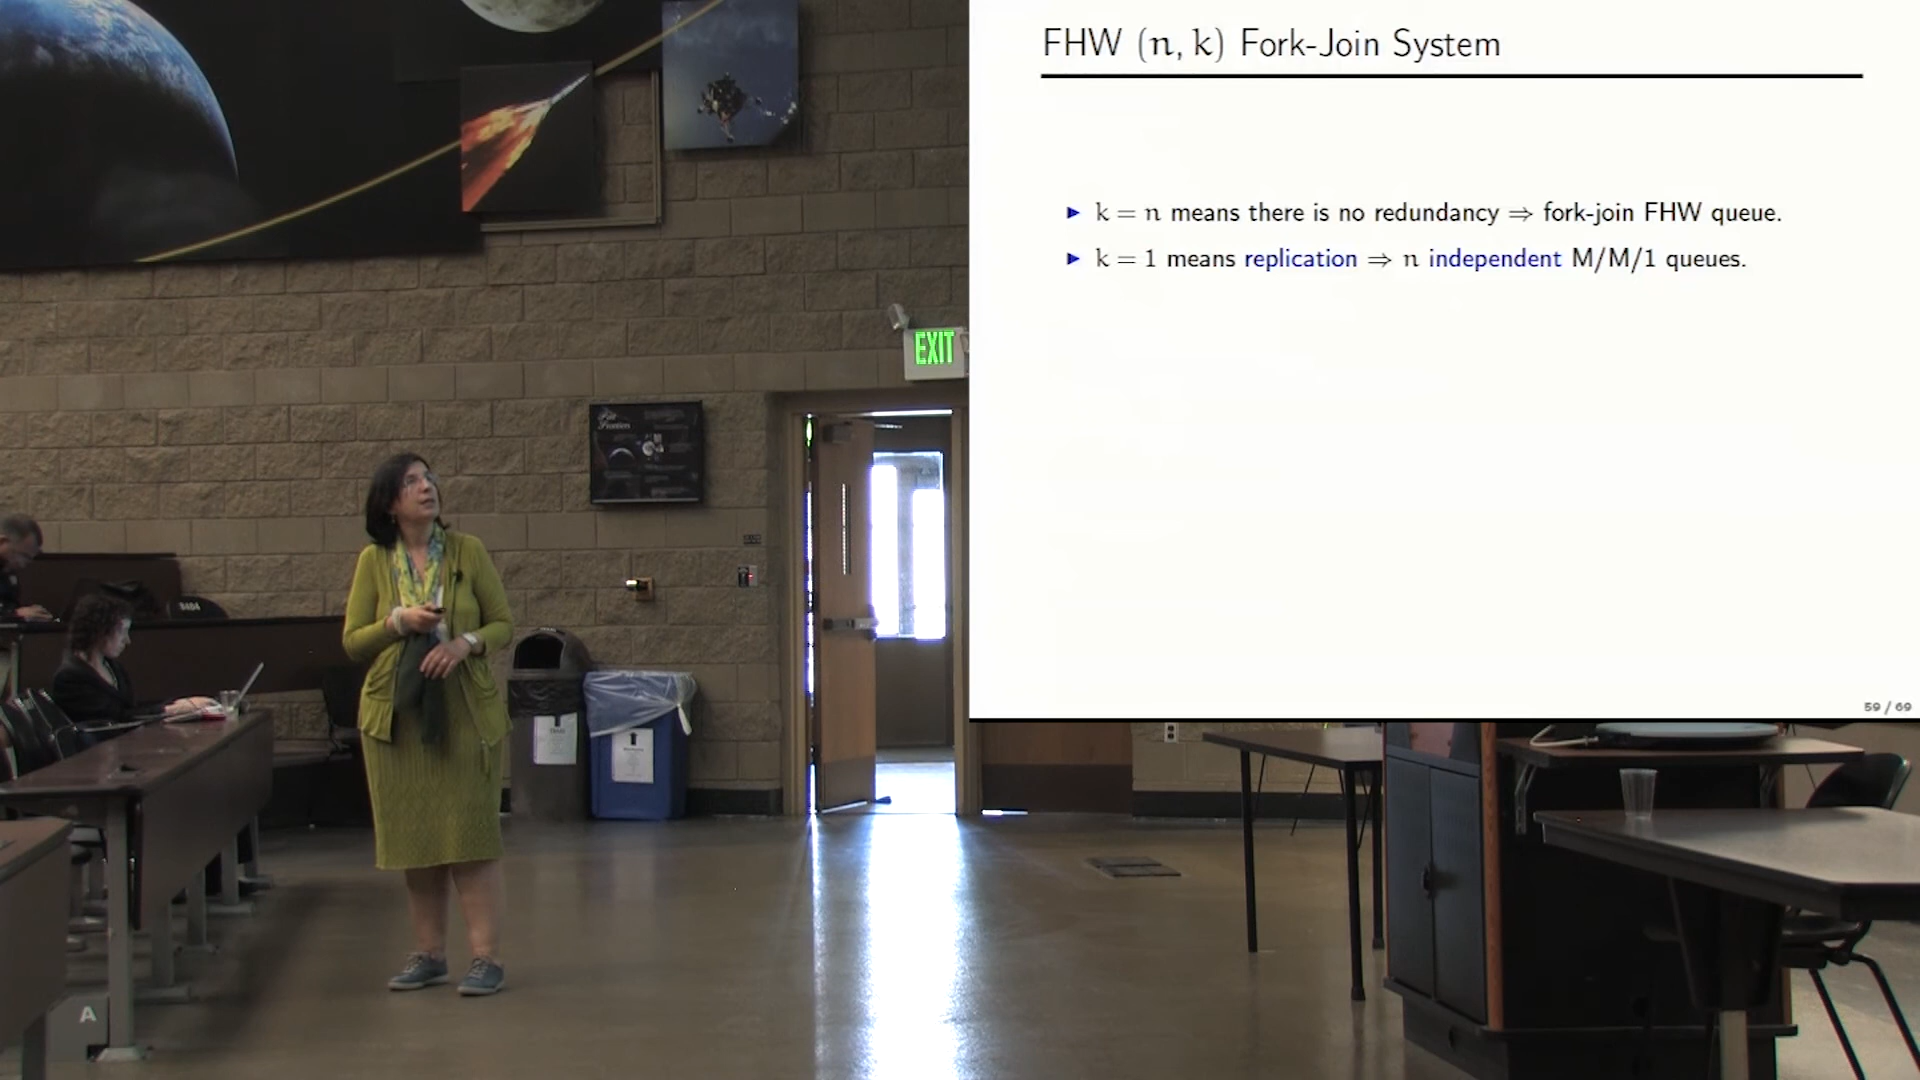 FHW (n, k) Fork-Join System
▶ k = n means there is no redundancy ⇒ fork-join FHW queue.
▶ k = 1 means replication ⇒ n independent M/M/1 queues.
59 / 69
EXIT
A